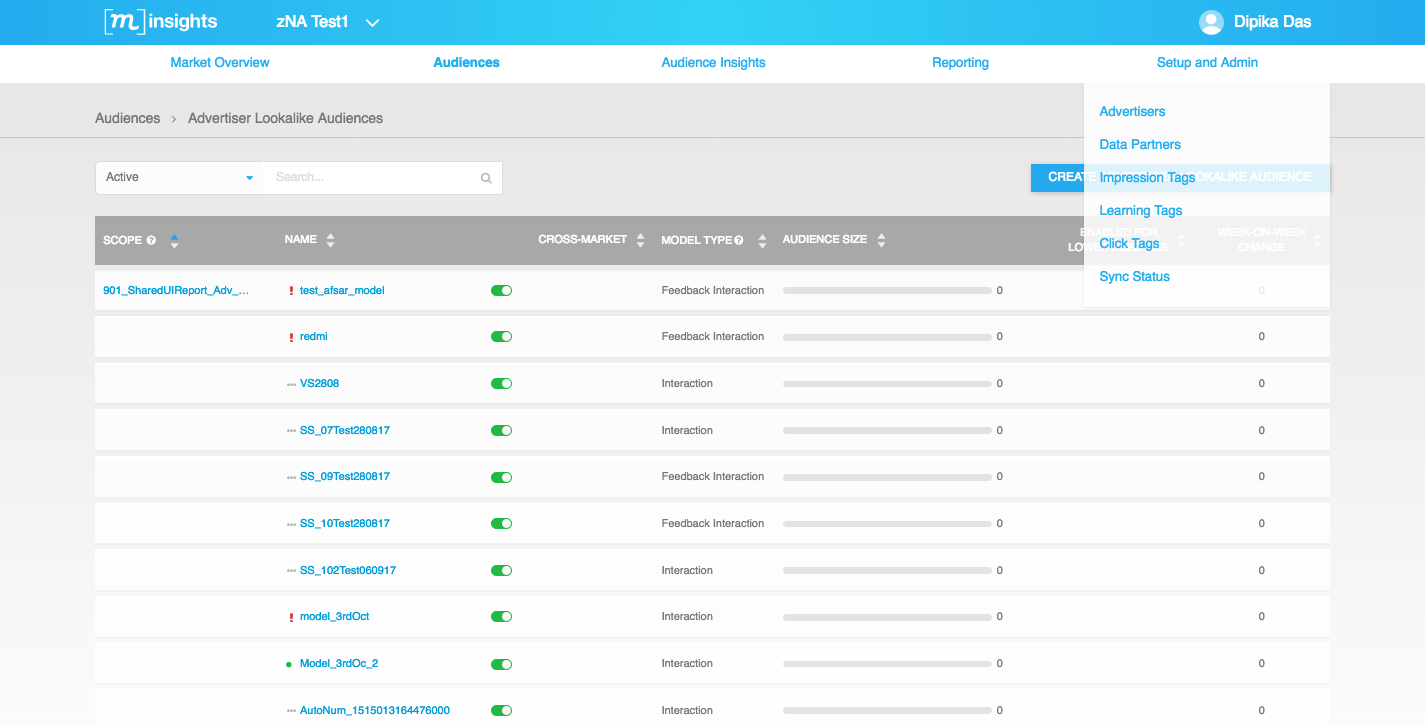 [m] insights zNA Test1 Dipika Das
Market Overview Audiences Audience Insights Reporting Setup and Admin
Audiences › Advertiser Lookalike Audiences
Advertisers
Data Partners
Impression Tags
Learning Tags
Click Tags
Sync Status
Active Search...
CREATE OKALIKE AUDIENCE
SCOPE NAME CROSS-MARKET MODEL TYPE AUDIENCE SIZE
ENABLED FOR
WEEK-ON-WEEK
CHANGE
901_SharedUIReport_Adv_... ! test_afsar_model Feedback Interaction 0 0
! redmi Feedback Interaction 0 0
VS2808 Interaction 0 0
SS_07Test280817 Interaction 0 0
SS_09Test280817 Feedback Interaction 0 0
SS_10Test280817 Feedback Interaction 0 0
SS_102Test060917 Interaction 0 0
! model_3rdOct Interaction 0 0
Model_3rdOc_2 Interaction 0 0
AutoNum_1515013164476000 Interaction 0 0